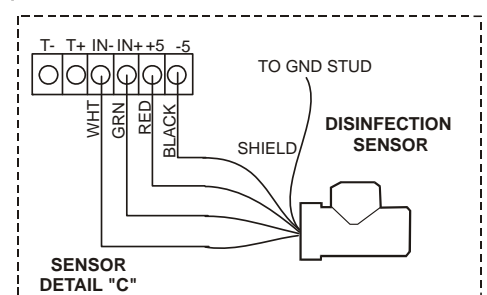 T- T+ IN- IN+ +5 -5
TO GND STUD
WHT
GRN
RED
BLACK
SHIELD
DISINFECTION
SENSOR
SENSOR
DETAIL "C"